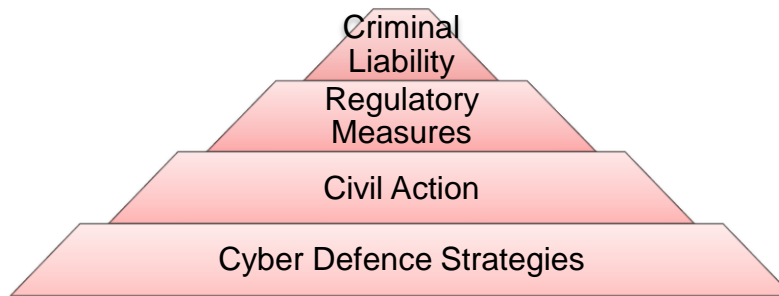 Criminal
Liability
Regulatory
Measures
Civil Action
Cyber Defence Strategies